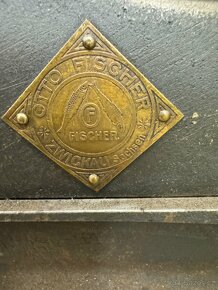 OTTO FISCHER
F
FISCHER.
* ZWICKAU Sachsen. *